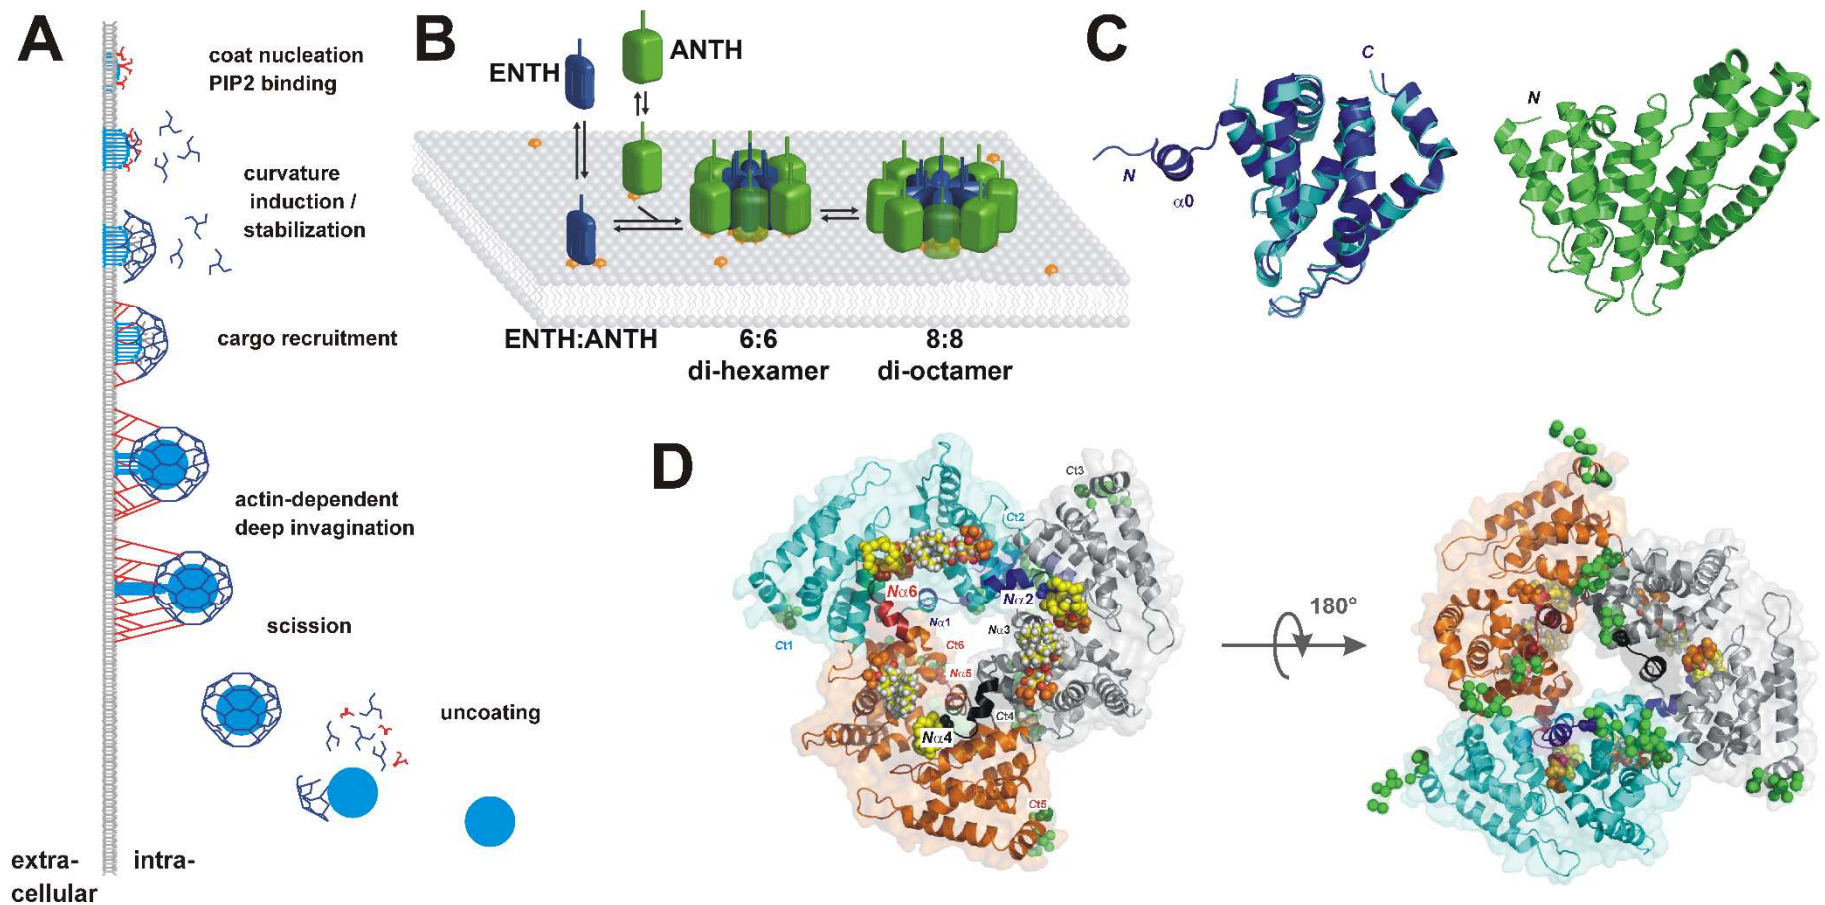 A
coat nucleation
PIP2 binding
curvature
induction /
stabilization
cargo recruitment
actin-dependent
deep invagination
scission
uncoating
extra-
cellular
intra-
B
ENTH
ANTH
ENTH:ANTH
6:6
di-hexamer
8:8
di-octamer
C
N
α0
C
N
D
Ct3
Ct2
Nα6
Nα2
Nα1
Nα3
Ct1
Ct6
Nα5
Ct4
Nα4
Ct5
180°